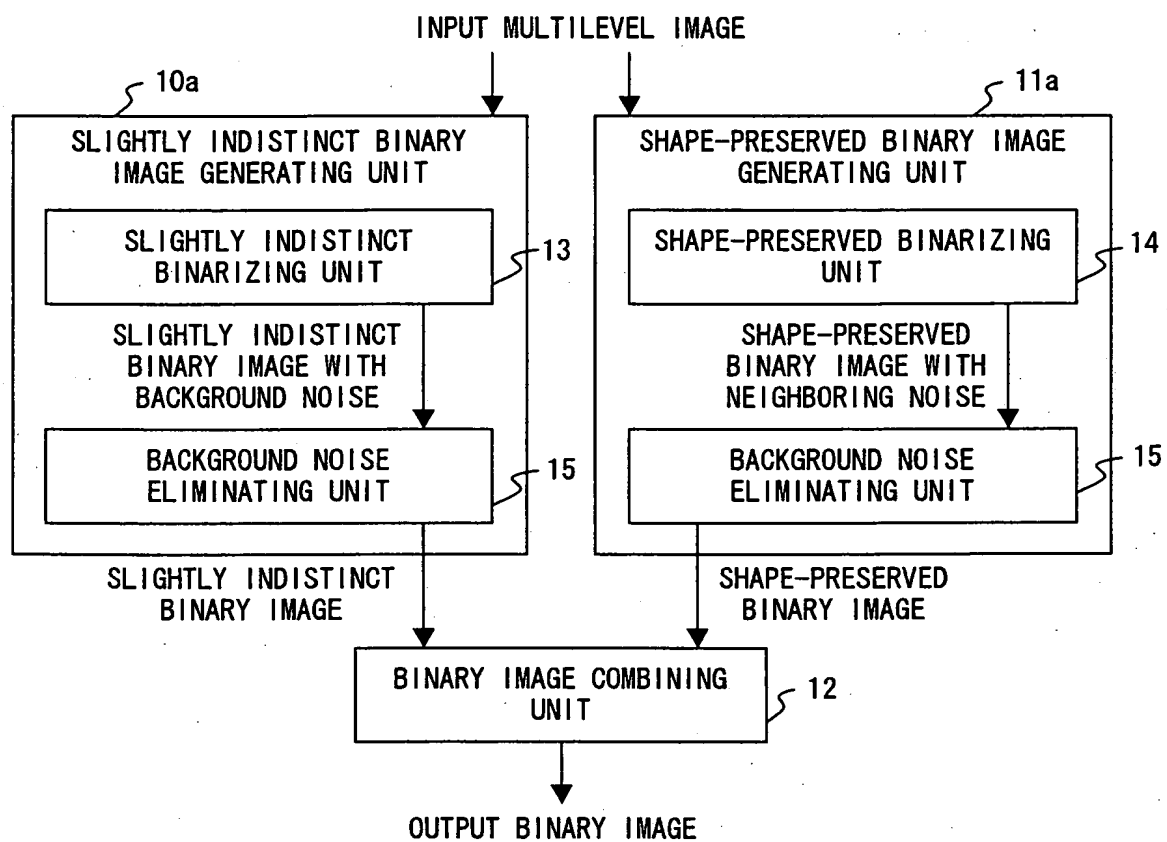 INPUT MULTILEVEL IMAGE
10a
11a
SLIGHTLY INDISTINCT BINARY
IMAGE GENERATING UNIT
SLIGHTLY INDISTINCT
BINARIZING UNIT
13
SLIGHTLY INDISTINCT
BINARY IMAGE WITH
BACKGROUND NOISE
BACKGROUND NOISE
ELIMINATING UNIT
15
SHAPE-PRESERVED BINARY IMAGE
GENERATING UNIT
SHAPE-PRESERVED BINARIZING
UNIT
14
SHAPE-PRESERVED
BINARY IMAGE WITH
NEIGHBORING NOISE
BACKGROUND NOISE
ELIMINATING UNIT
15
SLIGHTLY INDISTINCT
BINARY IMAGE
SHAPE-PRESERVED
BINARY IMAGE
BINARY IMAGE COMBINING
UNIT
12
OUTPUT BINARY IMAGE